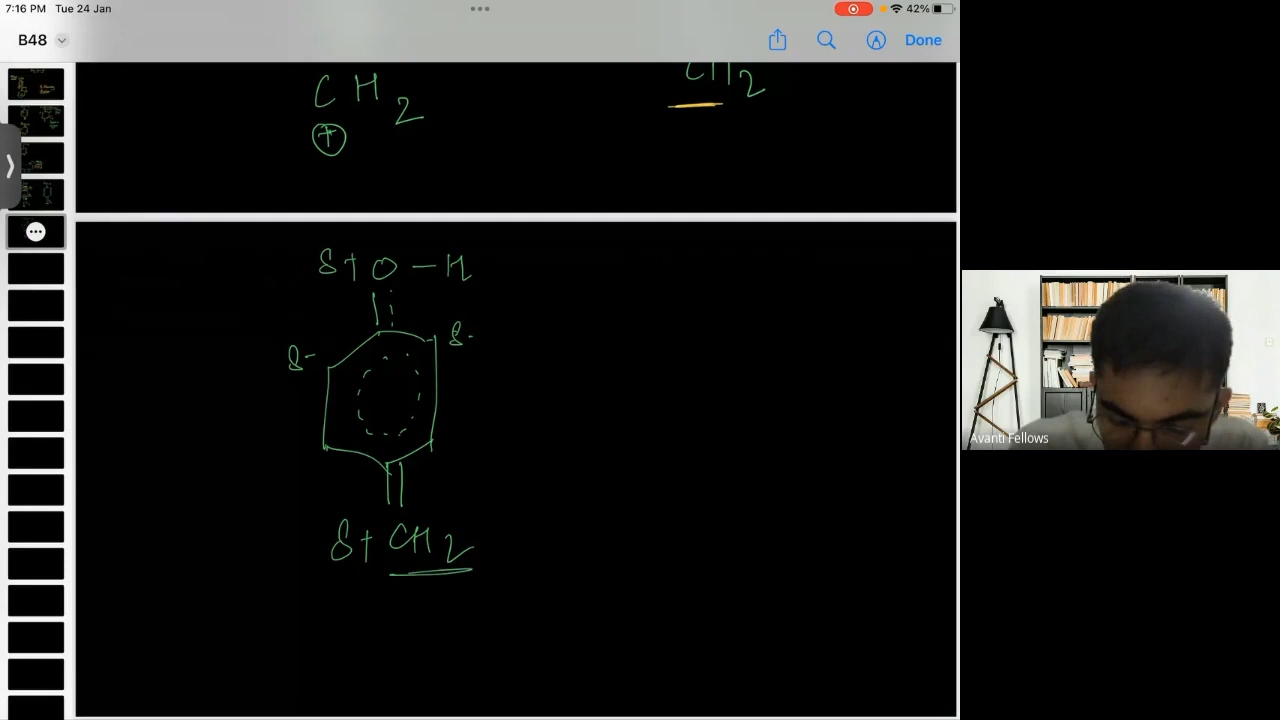 7:16 PM Tue 24 Jan
42%
B48
Done
CH2
+
CH2
δ+ O — H
δ-
δ-
δ+ CH2
Avanti Fellows